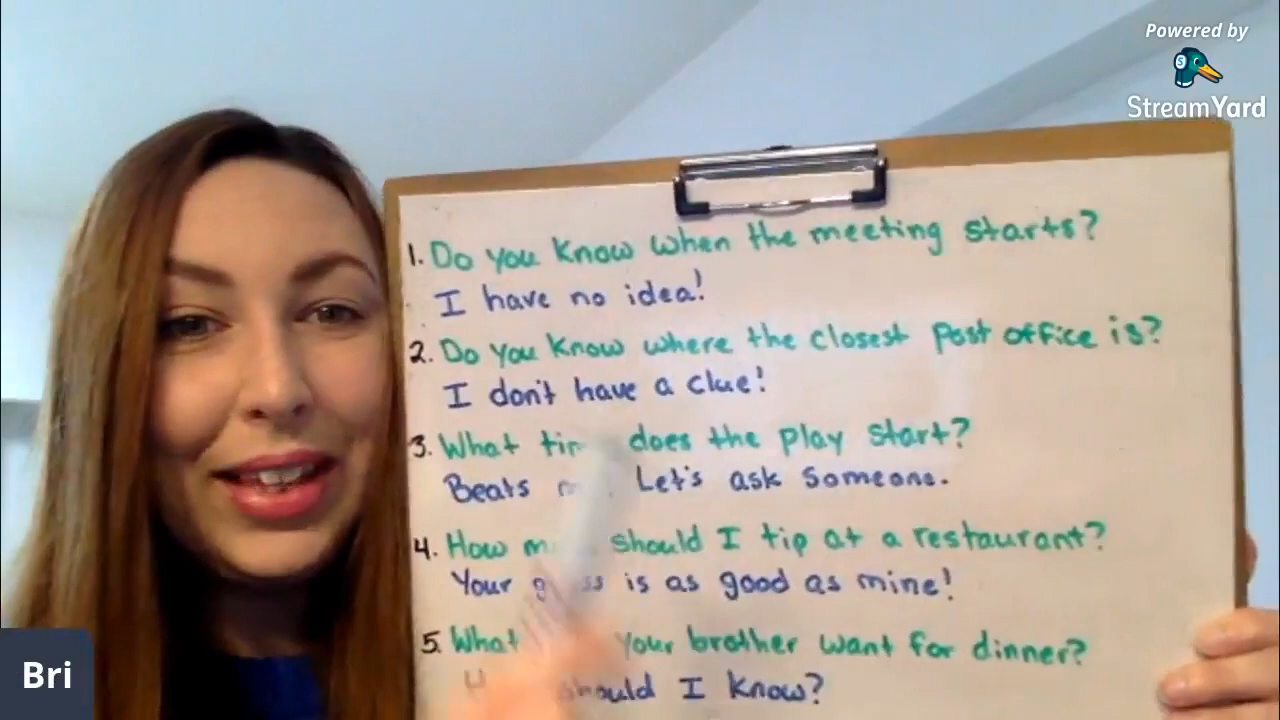 Powered by
StreamYard
1. Do you know when the meeting starts?
I have no idea!
2. Do you know where the closest post office is?
I don't have a clue!
3. What does the play start?
Beats Let's ask someone.
4. How should I tip at a restaurant?
Your is as good as mine!
5. What your brother want for dinner?
should I know?
Bri